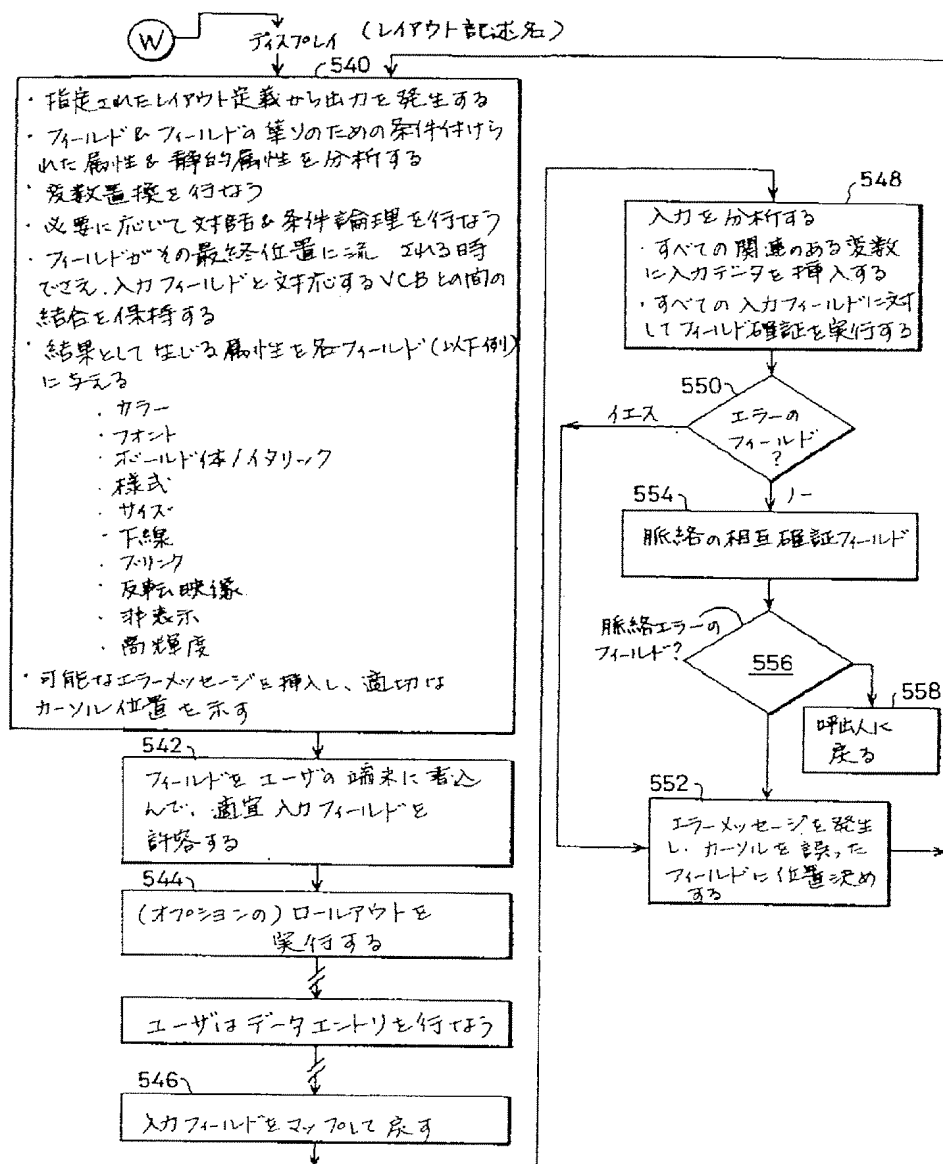 W
ディスプレイ (レイアウト記述名)
540
・指定されたレイアウト定義から出力を発生する
・フィールド&フィールドの集りのための条件付けら
れた属性&静的属性を分析する
・変数置換を行なう
・必要に応じて対話&条件論理を行なう
・フィールドがその最終位置に流 される時
でさえ、入力フィールドと対応するVCBとの間の
結合を保持する
・結果として生じる属性を各フィールド(以下例)
に与える
・カラー
・フォント
・ボールド体/イタリック
・様式
・サイズ
・下線
・ブリンク
・反転映像
・非表示
・高輝度
・可能なエラーメッセージを挿入し、適切な
カーソル位置を示す
542
フィールドをユーザの端末に書込
んで、適宜入力フィールドを
許容する
544
(オプションの)ロールアウトを
実行する
ユーザはデータエントリを行なう
546
入力フィールドをマップして戻す
548
入力を分析する
・すべての関連のある変数
に入力データを挿入する
・すべての入力フィールドに対
してフィールド確証を実行する
550
イエス
エラーの
フィールド
?
ノー
554
脈絡の相互確証フィールド
脈絡エラーの
フィールド?
556
558
呼出人に
戻る
552
エラーメッセージを発生
し、カーソルを誤った
フィールドに位置決め
する